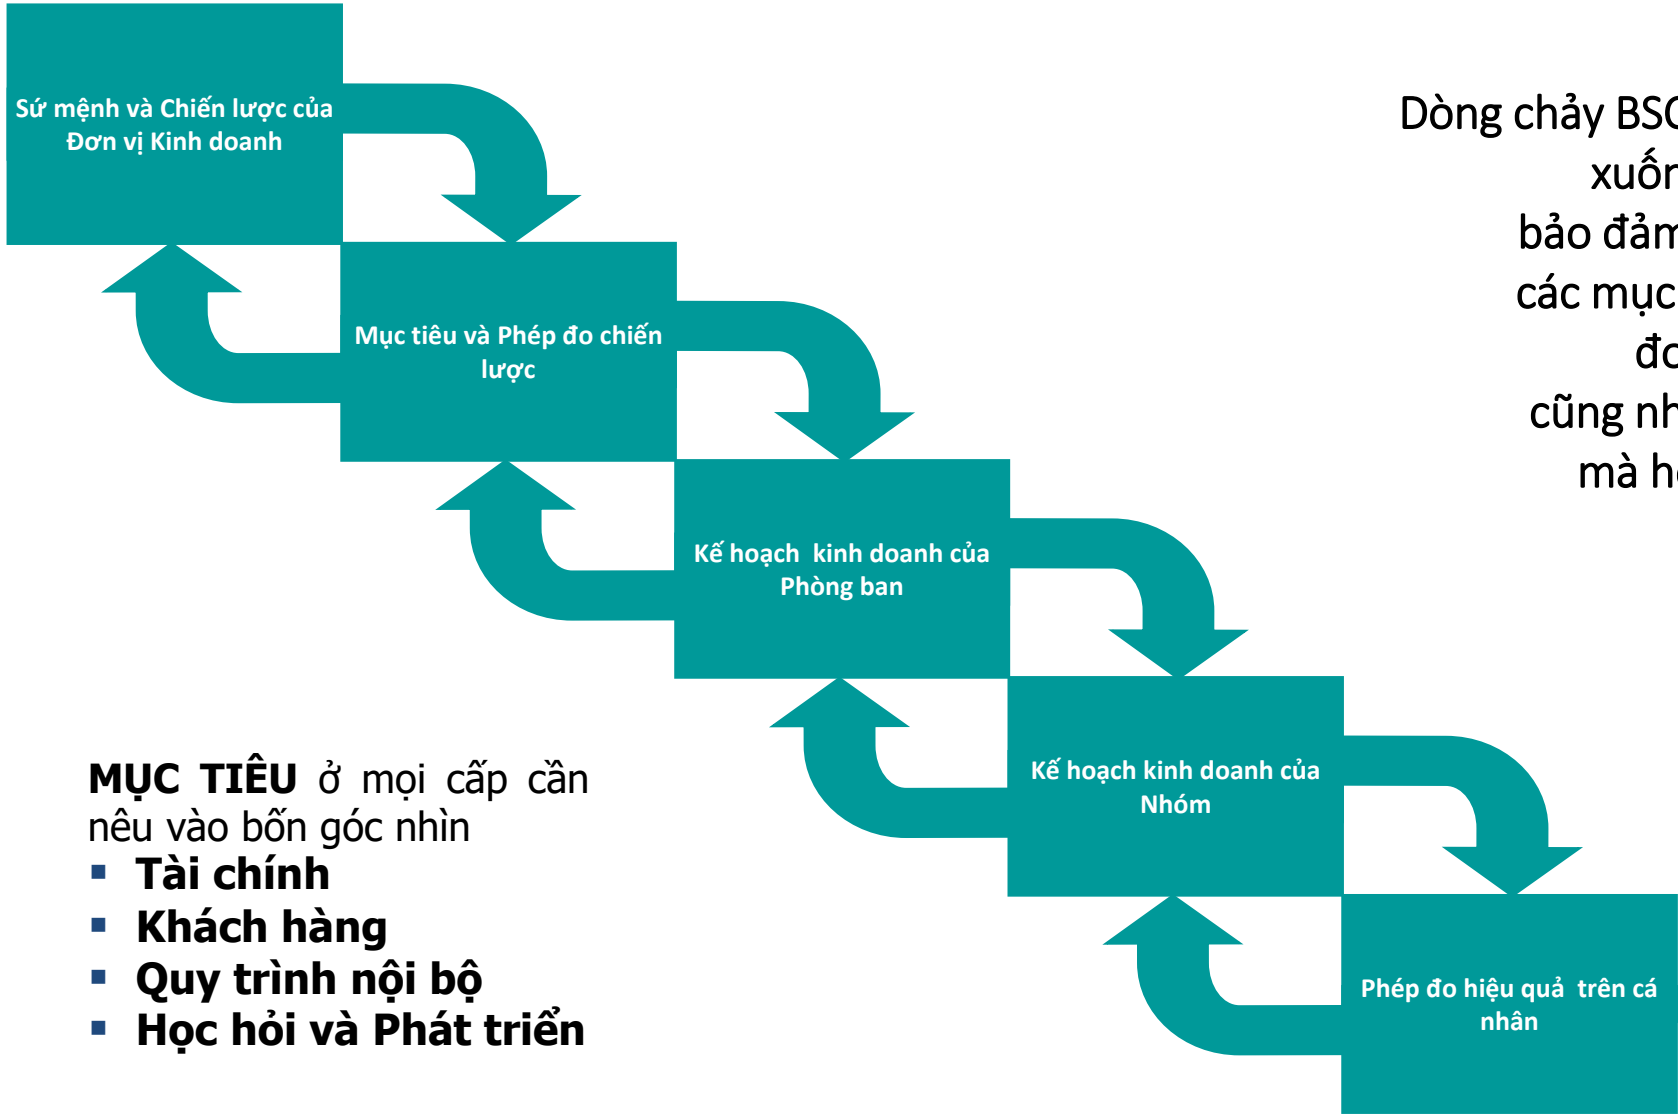 Sứ mệnh và Chiến lược của
Đơn vị Kinh doanh
Dòng chảy
bảo đảm
các mục
cũng
mà
Mục tiêu và Phép đo chiến
lược
Kế hoạch kinh doanh của
Phòng ban
Kế hoạch kinh doanh của
Nhóm
Phép đo hiệu quả trên cá
nhân
MỤC TIÊU ở mọi cấp cần
nêu vào bốn góc nhìn
▪ Tài chính
▪ Khách hàng
▪ Quy trình nội bộ
▪ Học hỏi và Phát triển